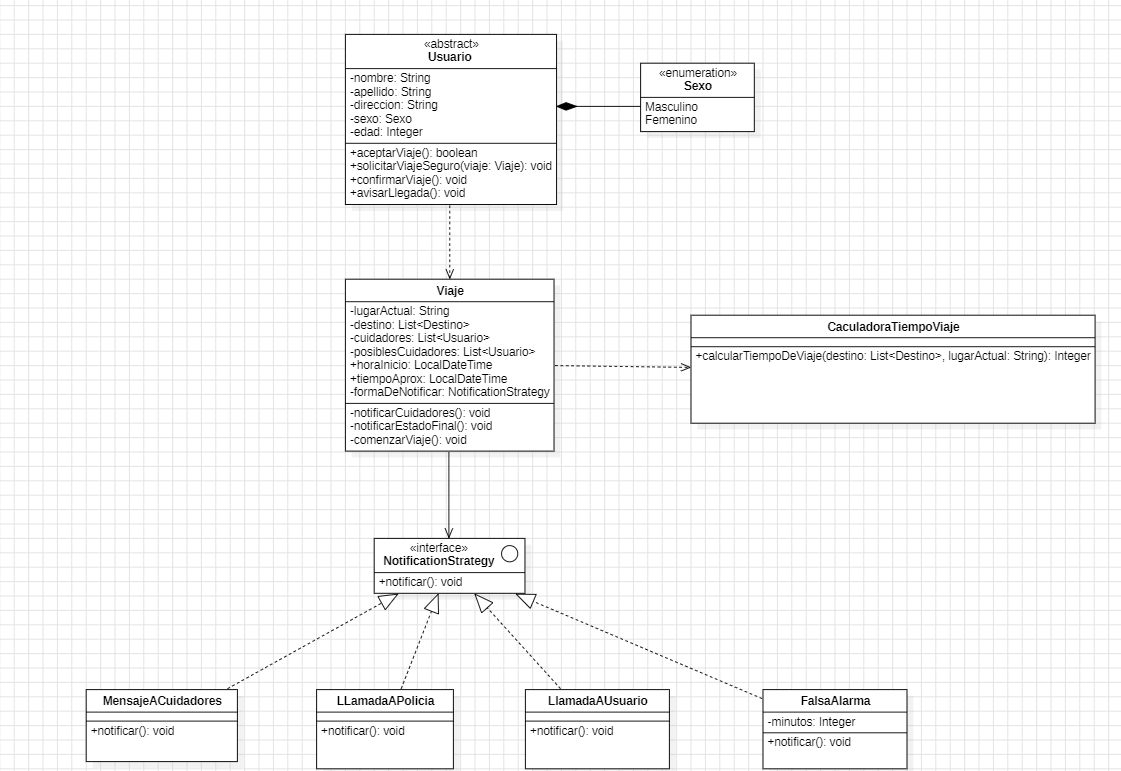 «abstract»
Usuario
-nombre: String
-apellido: String
-direccion: String
-sexo: Sexo
-edad: Integer
+aceptarViaje(): boolean
+solicitarViajeSeguro(viaje: Viaje): void
+confirmarViaje(): void
+avisarLlegada(): void
«enumeration»
Sexo
Masculino
Femenino
Viaje
-lugarActual: String
-destino: List<Destino>
-cuidadores: List<Usuario>
-posiblesCuidadores: List<Usuario>
+horaInicio: LocalDateTime
+tiempoAprox: LocalDateTime
-formaDeNotificar: NotificationStrategy
-notificarCuidadores(): void
-notificarEstadoFinal(): void
-comenzarViaje(): void
CaculadoraTiempoViaje
+calcularTiempoDeViaje(destino: List<Destino>, lugarActual: String): Integer
«interface»
NotificationStrategy
+notificar(): void
MensajeACuidadores
+notificar(): void
LLamadaAPolicia
+notificar(): void
LlamadaAUsuario
+notificar(): void
FalsaAlarma
-minutos: Integer
+notificar(): void